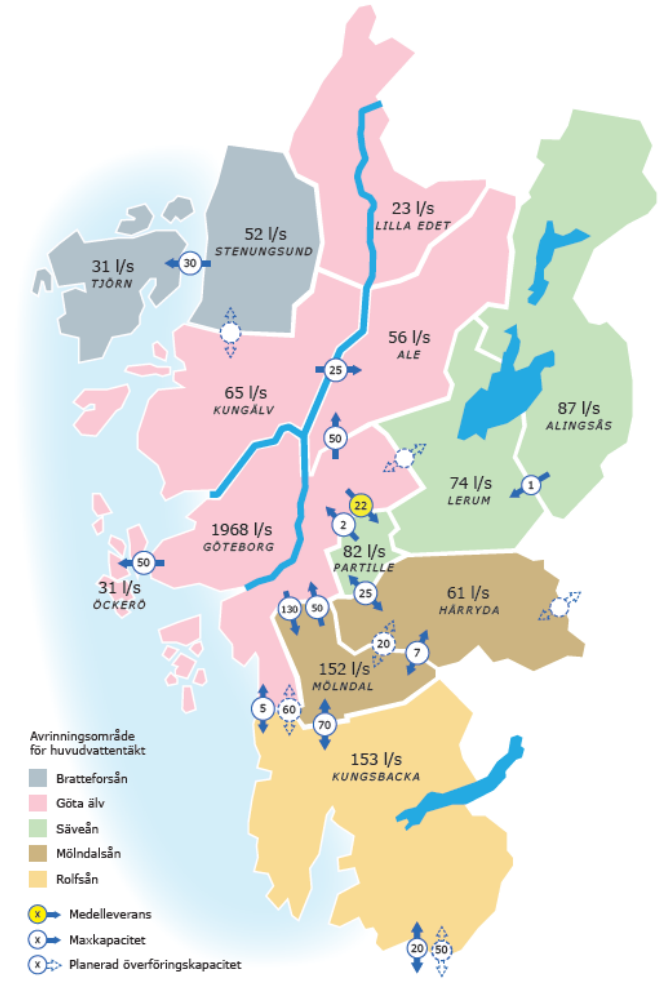 23 l/s
LILLA EDET
52 l/s
STENUNGSUND
31 l/s
TJÖRN
30
56 l/s
ALE
25
65 l/s
KUNGÄLV
87 l/s
ALINGSÅS
50
74 l/s
LERUM
1
22
2
1968 l/s
GÖTEBORG
82 l/s
PARTILLE
50
31 l/s
ÖCKERÖ
25
61 l/s
HÄRRYDA
130
50
20
7
152 l/s
MÖLNDAL
5
60
70
153 l/s
KUNGSBACKA
Avrinningsområde
för huvudvattentäkt
Bratteforsån
Göta älv
Säveån
Mölndalsån
Rolfsån
X
Medelleverans
X
Maxkapacitet
X
Planerad överföringskapacitet
20
50